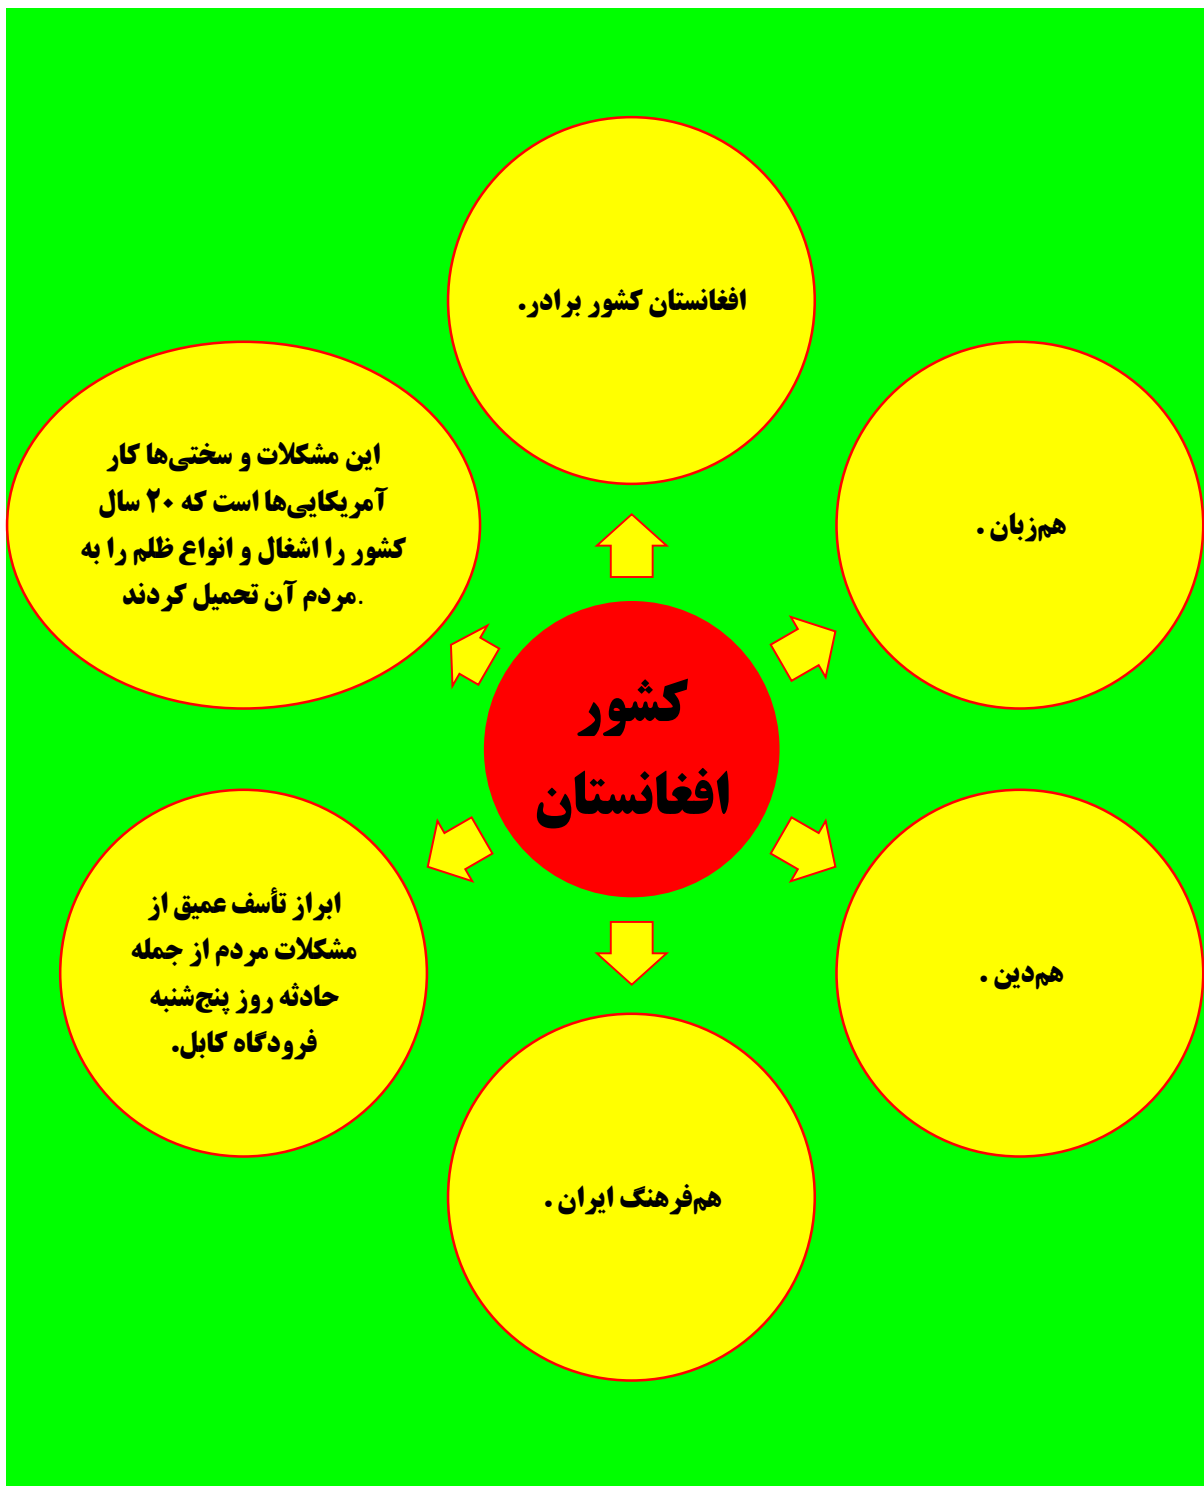 افغانستان کشور برادر.
هم‌زبان .
هم‌دین .
هم‌فرهنگ ایران .
ابراز تأسف عمیق از
مشکلات مردم از جمله
حادثه روز پنج‌شنبه
فرودگاه کابل.
این مشکلات و سختی‌ها کار
آمریکایی‌ها است که ۲۰ سال
کشور را اشغال و انواع ظلم را به
مردم آن تحمیل کردند.
کشور
افغانستان